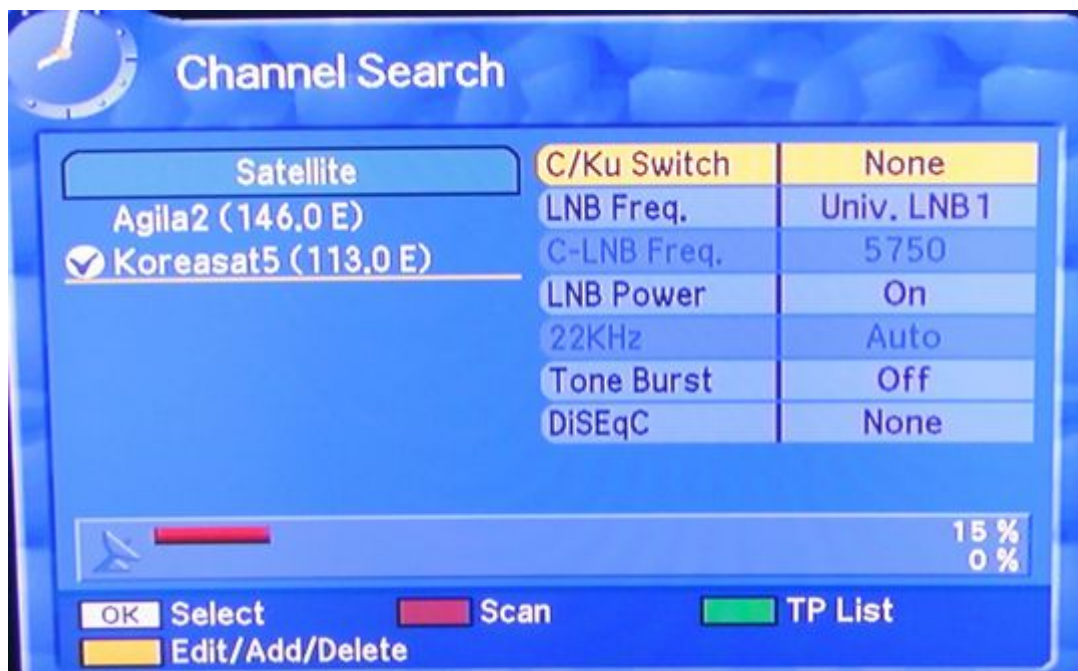 Channel Search
Satellite
Agila2 (146.0 E)
Koreasat5 (113.0 E)
C/Ku Switch None
LNB Freq. Univ. LNB1
C-LNB Freq. 5750
LNB Power On
22KHz Auto
Tone Burst Off
DiSEqC None
15 %
0 %
OK Select Scan TP List
Edit/Add/Delete